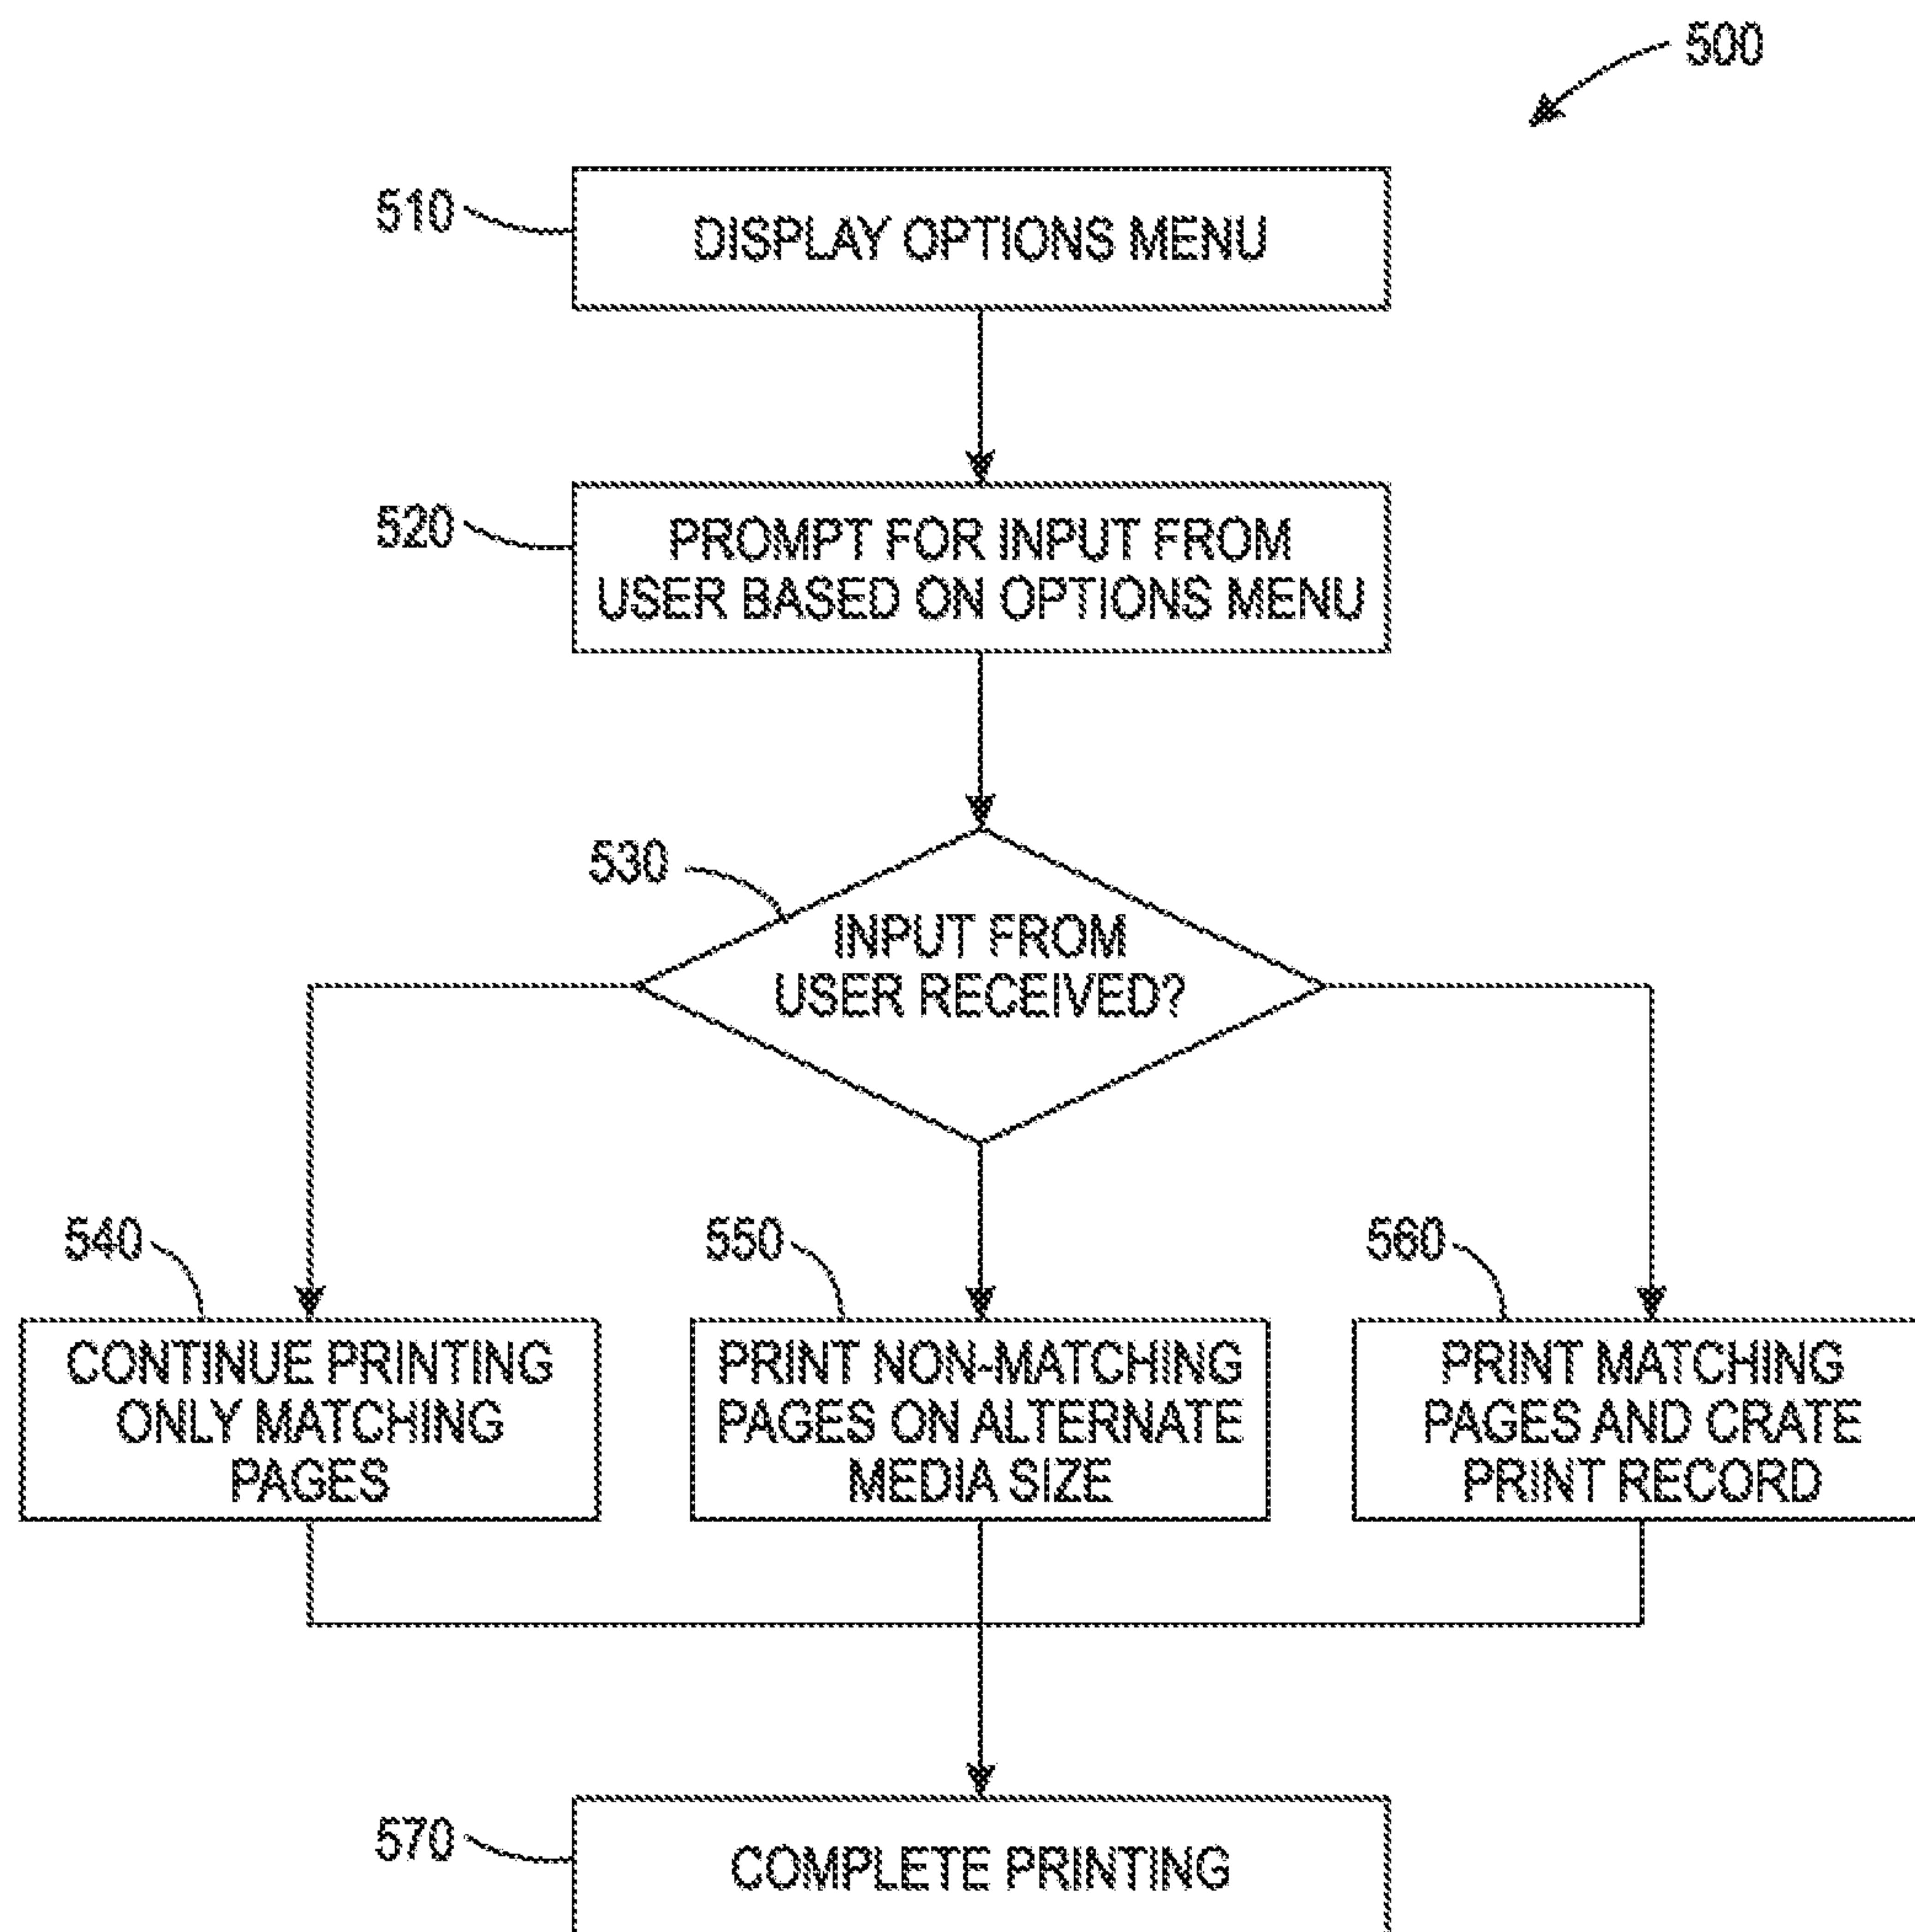 500
510
DISPLAY OPTIONS MENU
520
PROMPT FOR INPUT FROM
USER BASED ON OPTIONS MENU
530
INPUT FROM
USER RECEIVED?
540
CONTINUE PRINTING
ONLY MATCHING
PAGES
550
PRINT NON-MATCHING
PAGES ON ALTERNATE
MEDIA SIZE
560
PRINT MATCHING
PAGES AND CRATE
PRINT RECORD
570
COMPLETE PRINTING